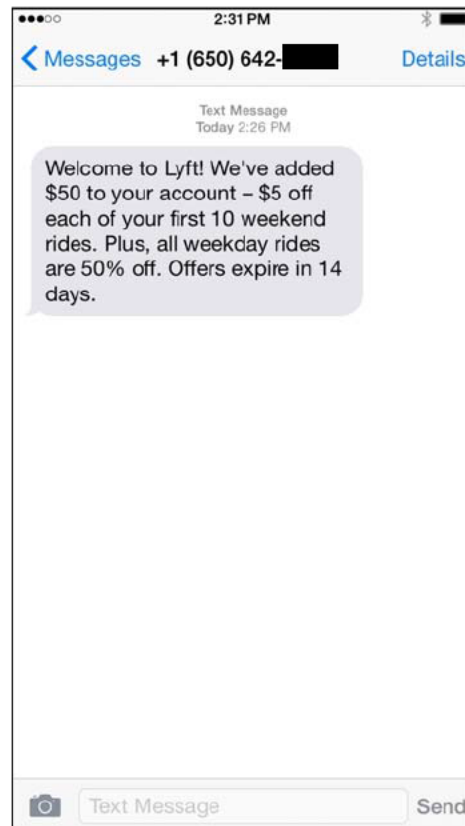 2:31 PM
Messages +1 (650) 642- Details
Text Message
Today 2:26 PM
Welcome to Lyft! We've added
$50 to your account – $5 off
each of your first 10 weekend
rides. Plus, all weekday rides
are 50% off. Offers expire in 14
days.
Text Message Send